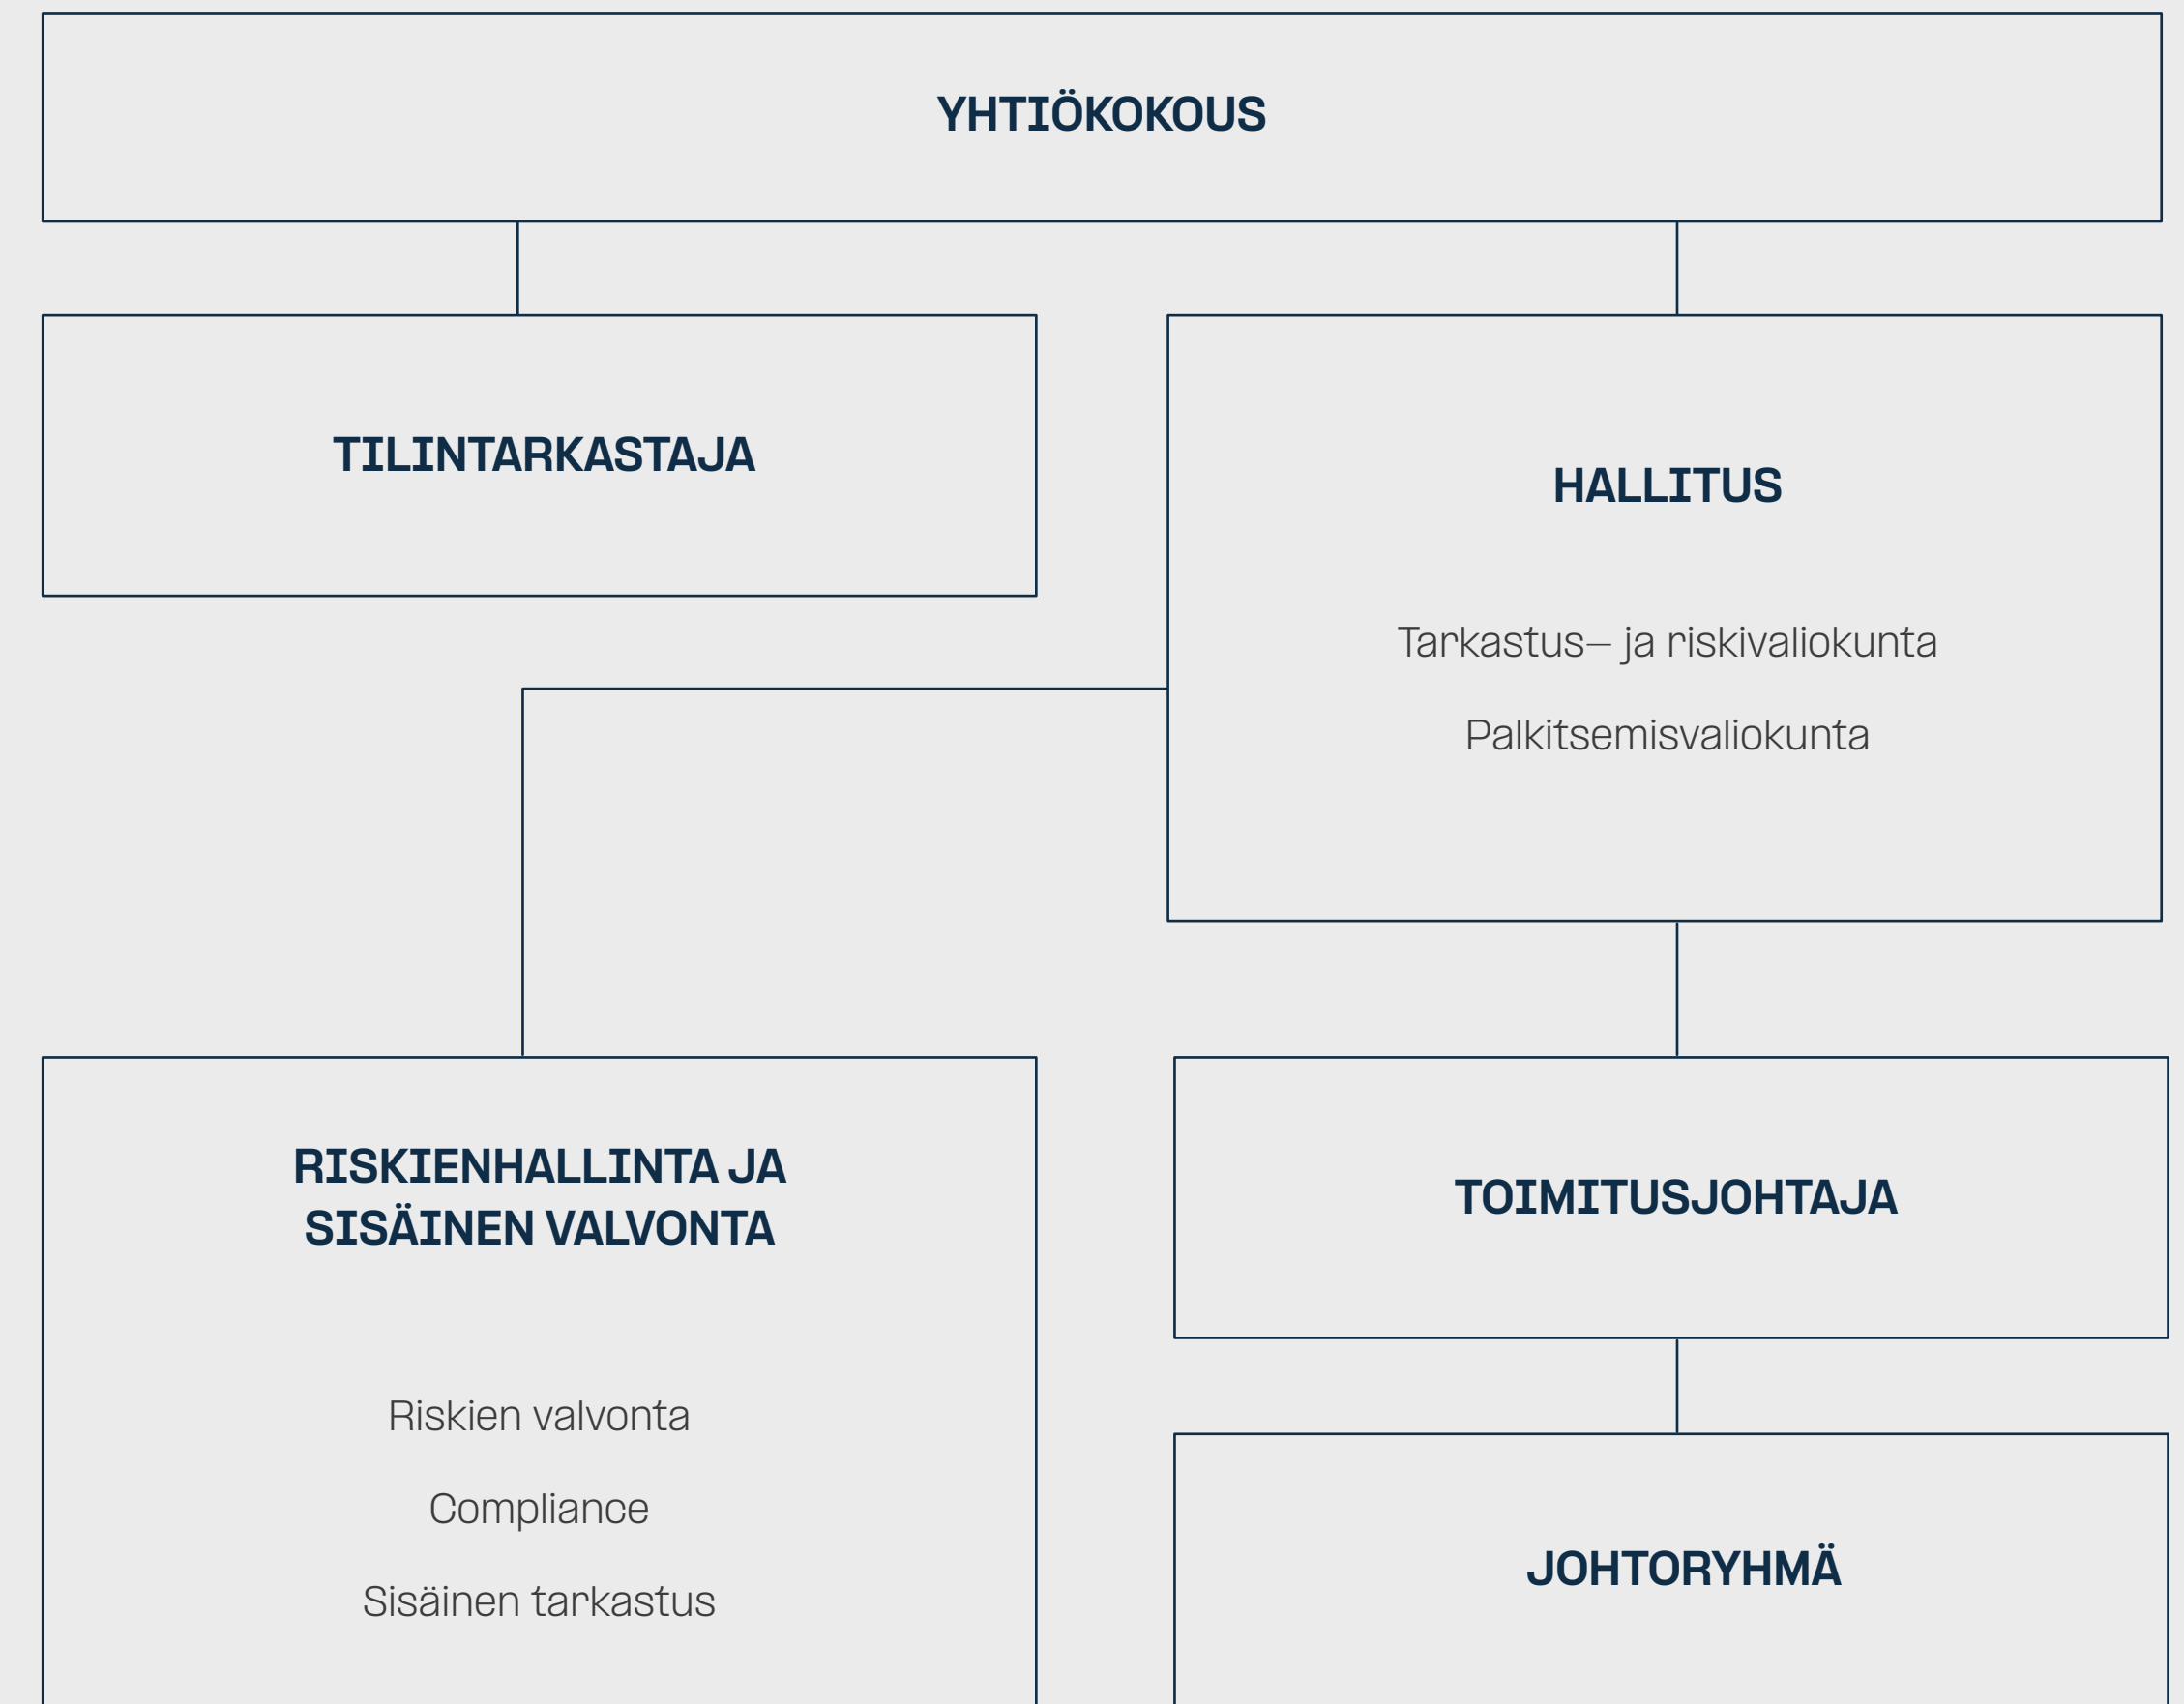 YHTIÖKOKOUS
TILINTARKASTAJA
HALLITUS
Tarkastus– ja riskivaliokunta
Palkitsemisvaliokunta
RISKIENHALLINTA JA
SISÄINEN VALVONTA
Riskien valvonta
Compliance
Sisäinen tarkastus
TOIMITUSJOHTAJA
JOHTORYHMÄ